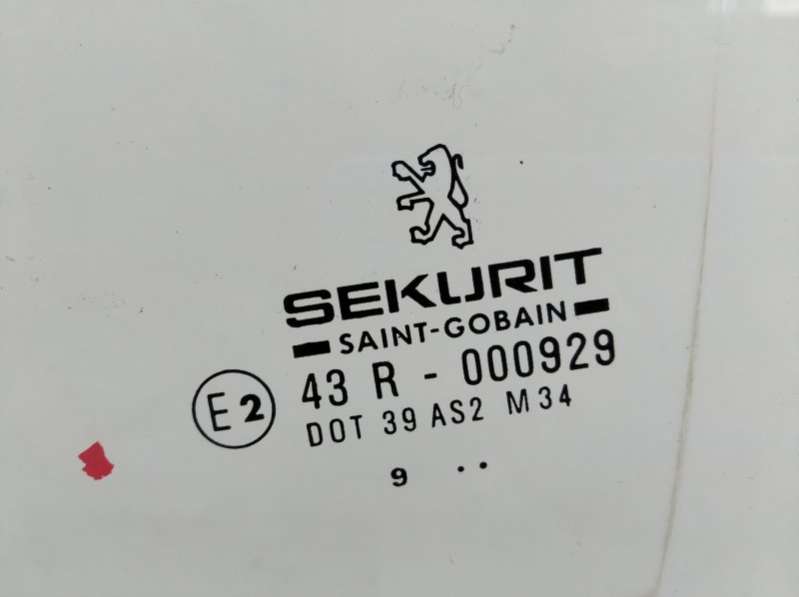 SEKURIT
SAINT-GOBAIN
E2 43 R - 000929
DOT 39 AS2 M34
9 ..